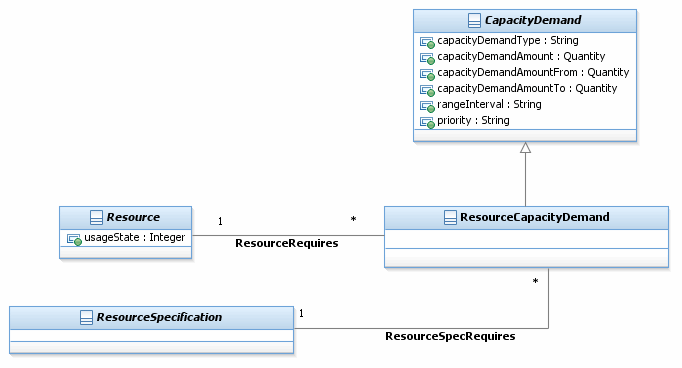 CapacityDemand
capacityDemandType : String
capacityDemandAmount : Quantity
capacityDemandAmountFrom : Quantity
capacityDemandAmountTo : Quantity
rangeInterval : String
priority : String
Resource
usageState : Integer
1
*
ResourceRequires
ResourceCapacityDemand
*
ResourceSpecification
1
ResourceSpecRequires